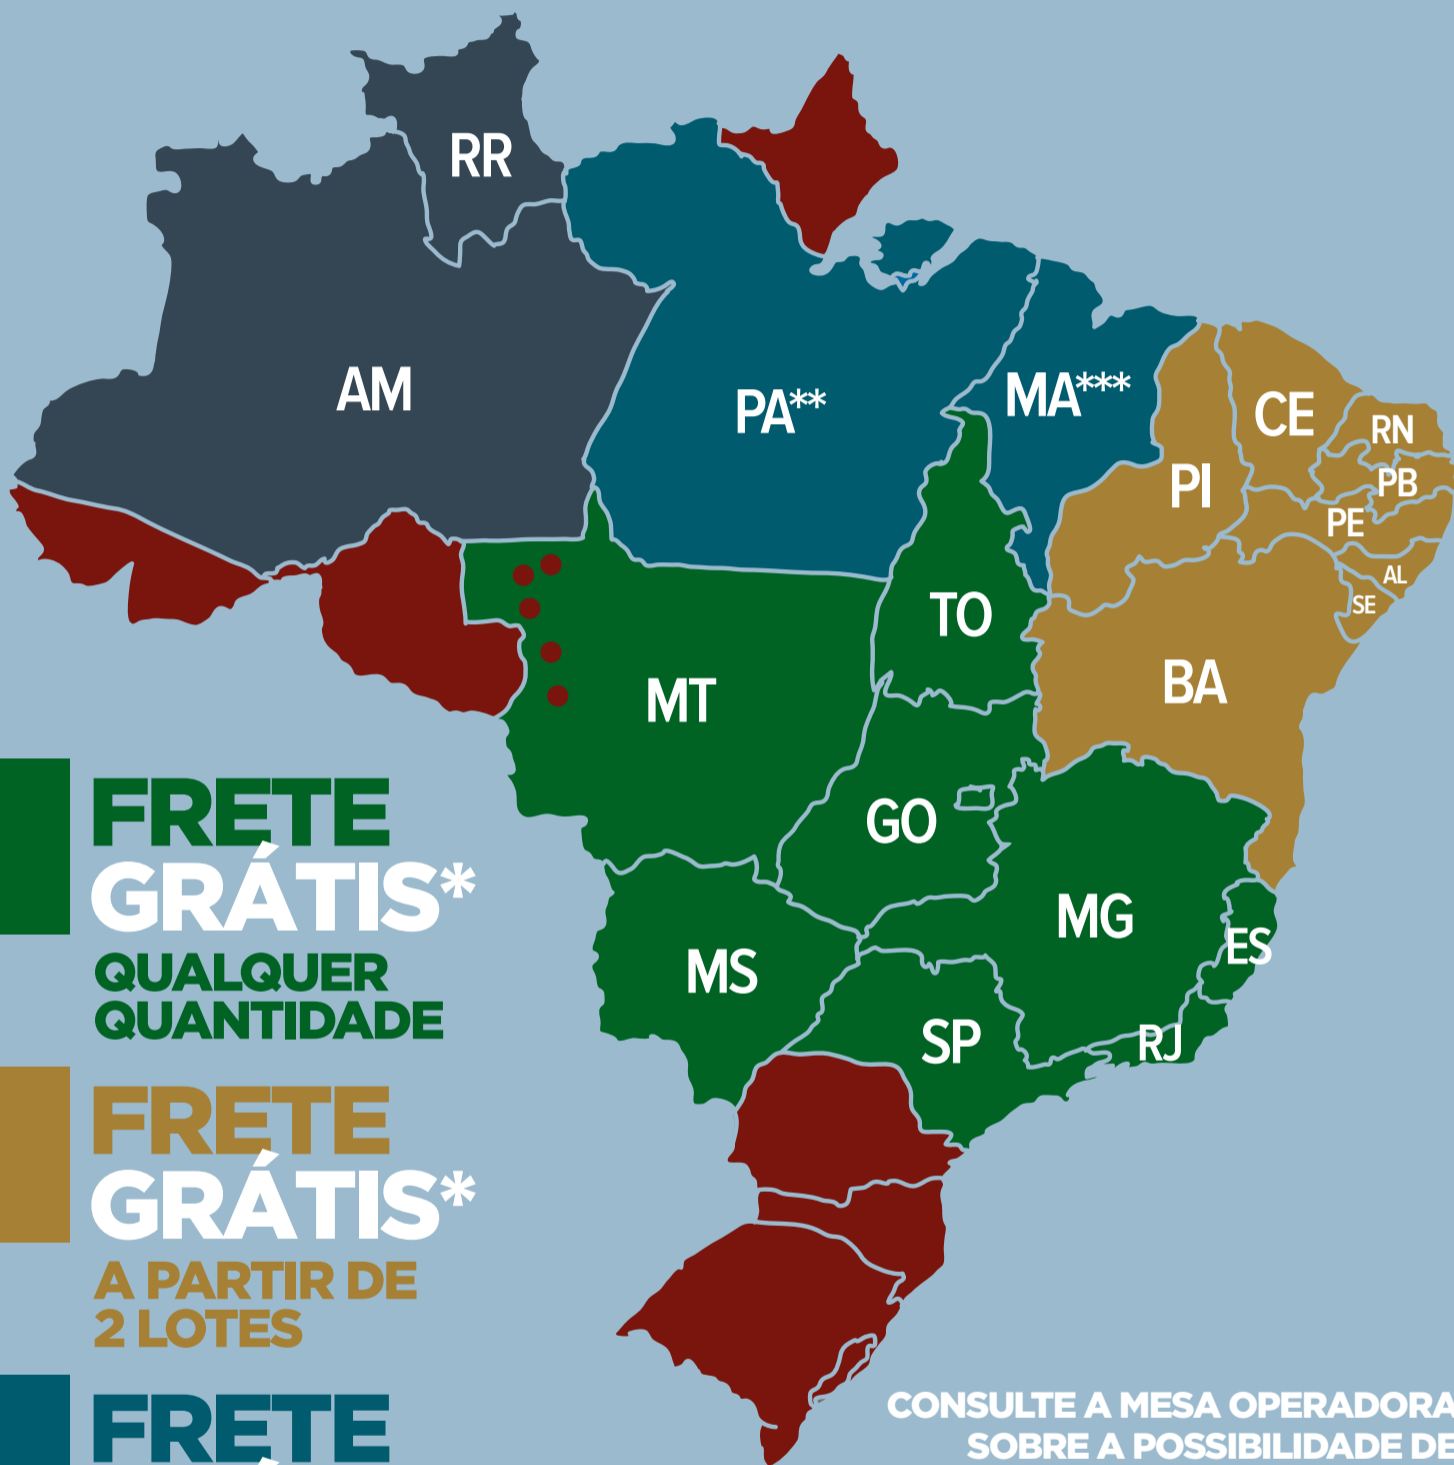 RR
AM
PA**
MA***
CE
RN
PI
PB
PE
AL
SE
TO
BA
MT
GO
MG
ES
MS
SP
RJ
FRETE
GRÁTIS*
QUALQUER
QUANTIDADE
FRETE
GRÁTIS*
A PARTIR DE
2 LOTES
FRETE
CONSULTE A MESA OPERADORA
SOBRE A POSSIBILIDADE DE